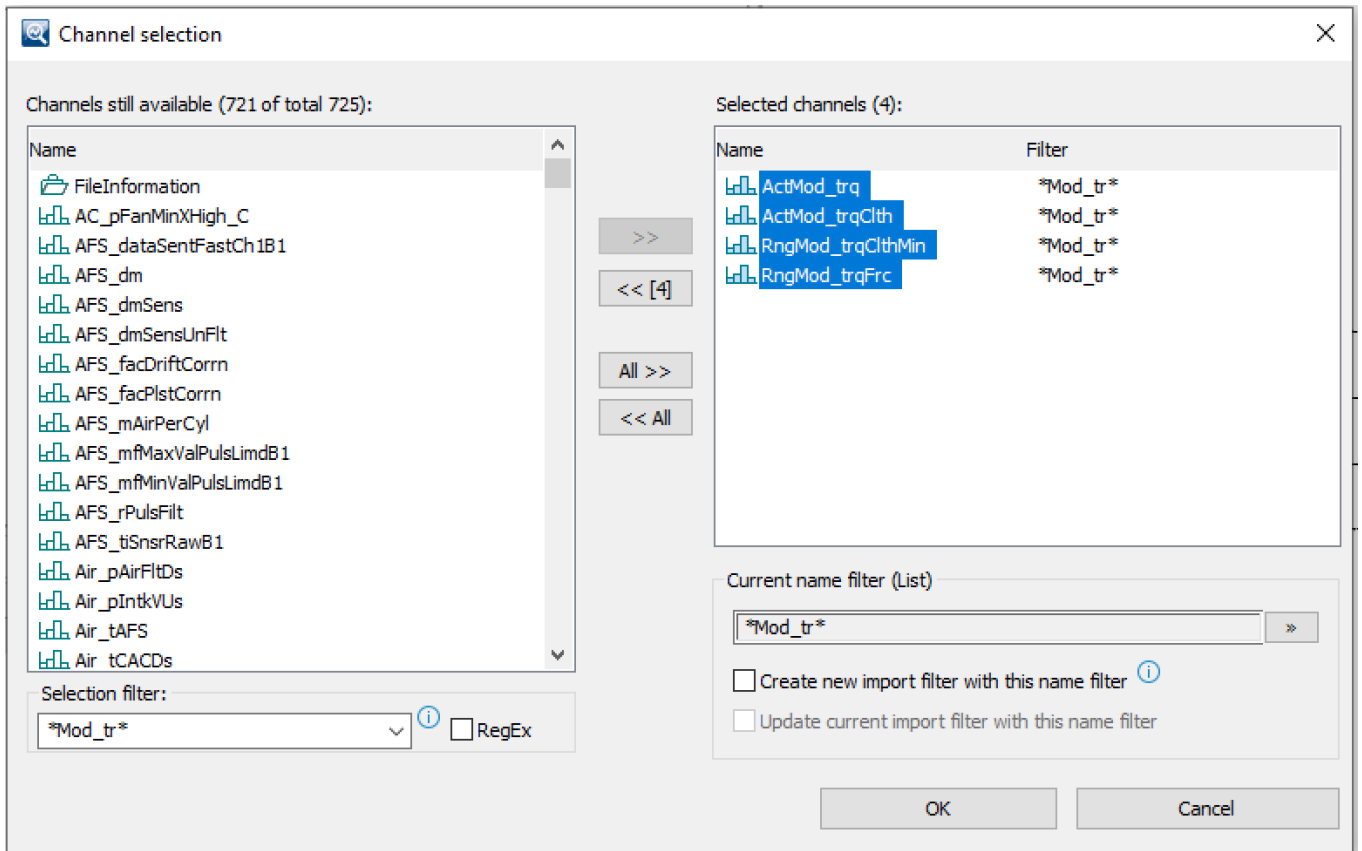 Channel selection
Channels still available (721 of total 725):
Name
FileInformation
AC_pFanMinXHigh_C
AFS_dataSentFastCh1B1
AFS_dm
AFS_dmSens
AFS_dmSensUnFlt
AFS_facDriftCorrn
AFS_facPlstCorrn
AFS_mAirPerCyl
AFS_mfMaxValPulsLimdB1
AFS_mfMinValPulsLimdB1
AFS_rPulsFilt
AFS_tiSnsrRawB1
Air_pAirFltDs
Air_pIntkVUs
Air_tAFS
Air_tCACDs
Selection filter:
*Mod_tr*
RegEx
>>
<< [4]
All >>
<< All
Selected channels (4):
Name Filter
ActMod_trq *Mod_tr*
ActMod_trqClth *Mod_tr*
RngMod_trqClthMin *Mod_tr*
RngMod_trqFrc *Mod_tr*
Current name filter (List)
*Mod_tr* »
Create new import filter with this name filter
Update current import filter with this name filter
OK Cancel